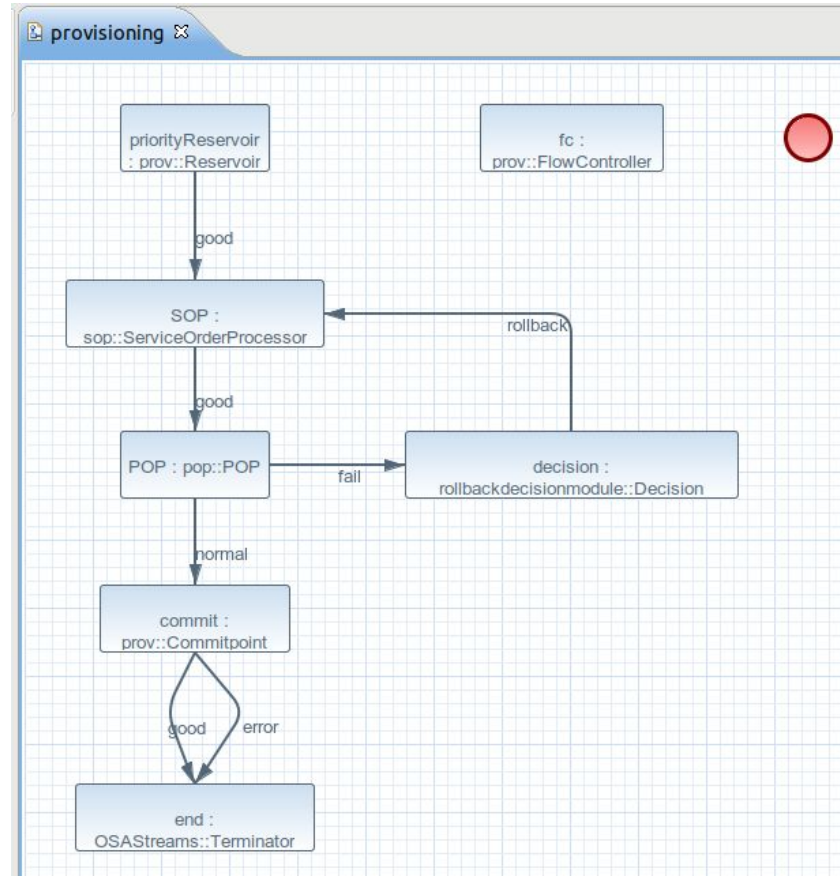 provisioning
priorityReservoir
: prov::Reservoir
fc :
prov::FlowController
good
SOP :
sop::ServiceOrderProcessor
rollback
good
POP : pop::POP
fail
decision :
rollbackdecisionmodule::Decision
normal
commit :
prov::Commitpoint
good
error
end :
OSAStreams::Terminator